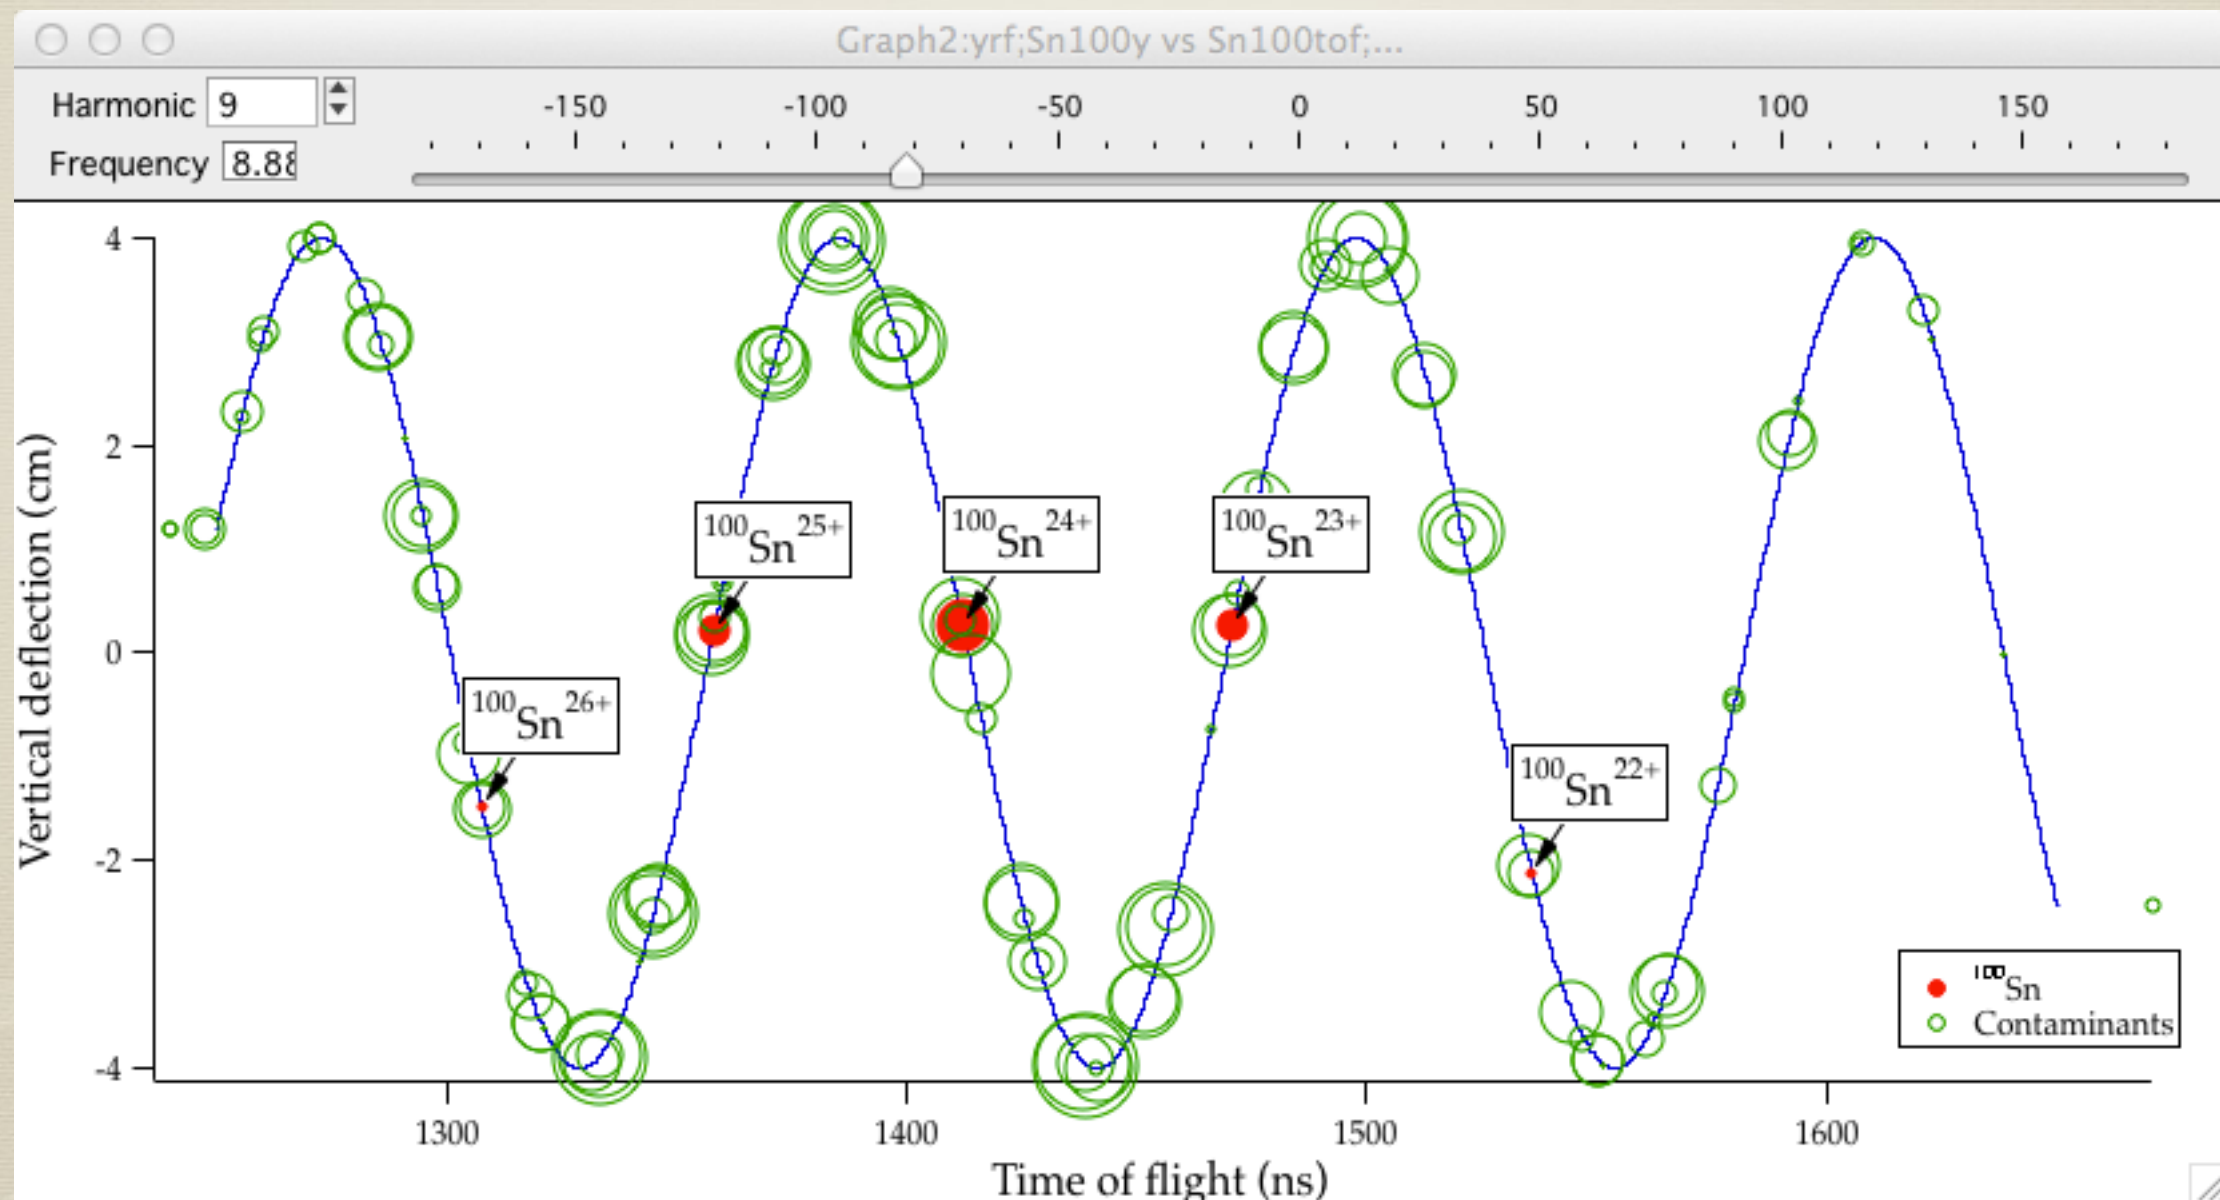 Graph2:yrf;Sn100y vs Sn100tof;...
Harmonic 9
-150 -100 -50 0 50 100 150
Frequency 8.88
4
2
0
-2
-4
Vertical deflection (cm)
100Sn25+
100Sn24+
100Sn23+
100Sn26+
100Sn22+
100Sn
Contaminants
1300 1400 1500 1600
Time of flight (ns)